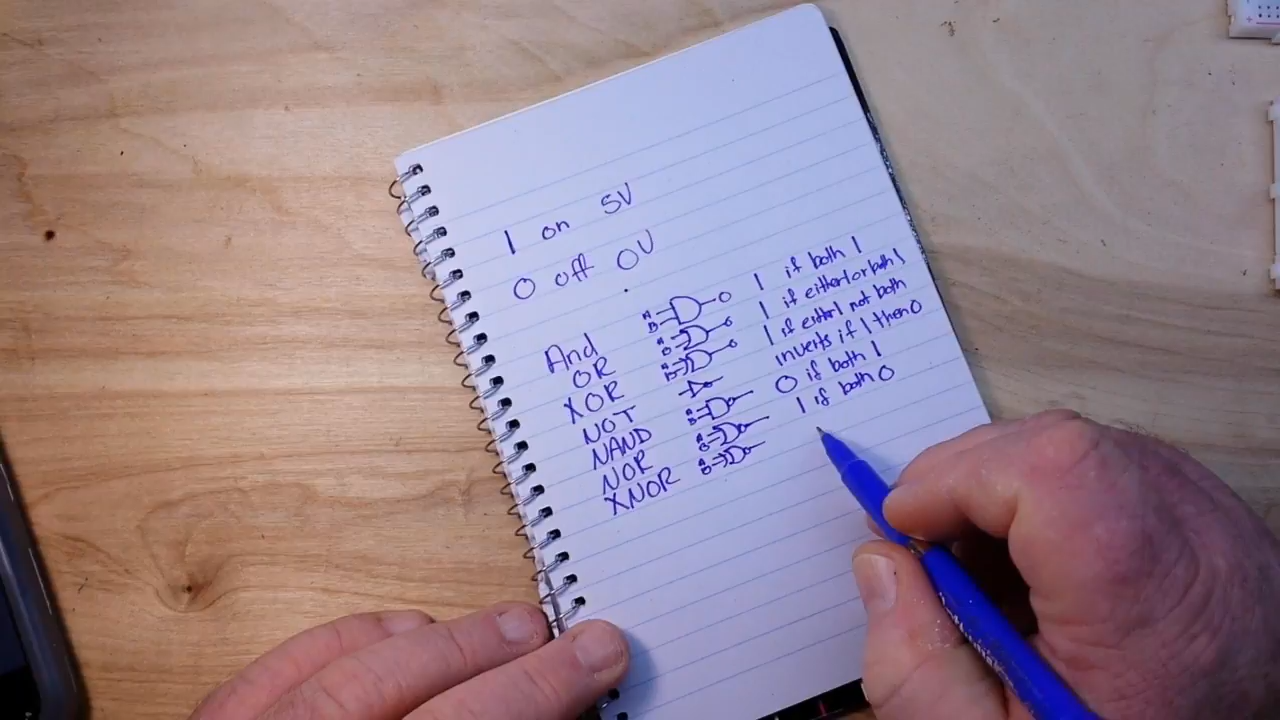 1 on 5V
0 off 0V
And A B 1 if both 1
OR A B 1 if either 1 or both 1
XOR A B 1 if either 1 not both
NOT inverts if 1 then 0
NAND A B 0 if both 1
NOR A B 1 if both 0
XNOR A B